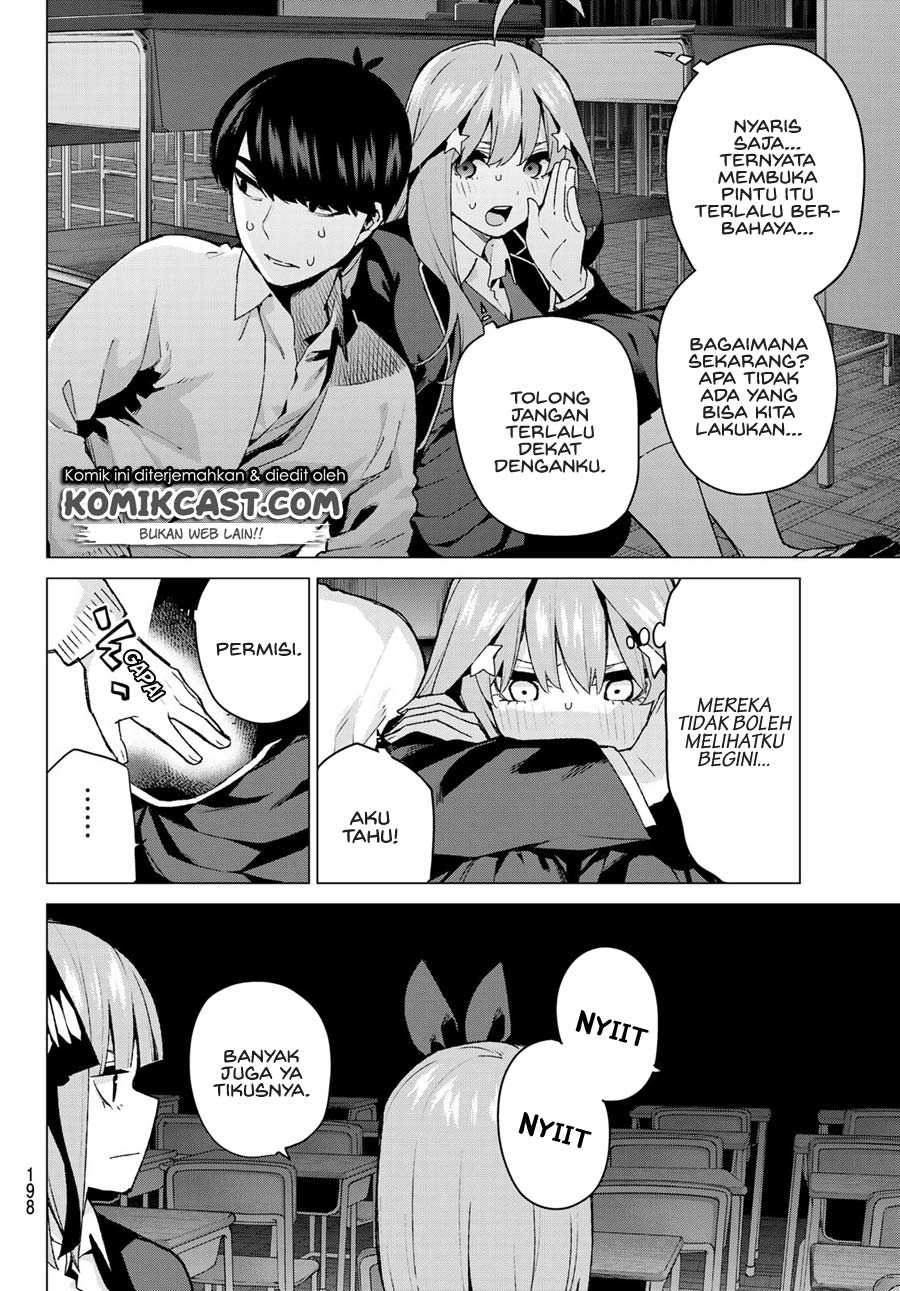 NYARIS
SAJA...
TERNYATA
MEMBUKA
PINTU ITU
TERLALU BER-
BAHAYA...
BAGAIMANA
SEKARANG?
APA TIDAK
ADA YANG
BISA KITA
LAKUKAN...
TOLONG
JANGAN
TERLALU
DEKAT
DENGANKU.
Komik ini diterjemahkan & diedit oleh
KOMIKCAST.COM
BUKAN WEB LAIN!!
MEREKA
TIDAK BOLEH
MELIHATKU
BEGINI...
AKU
TAHU!
PERMISI.
GAPAI
......
NYIIT
NYIIT
BANYAK
JUGA YA
TIKUSNYA.
198